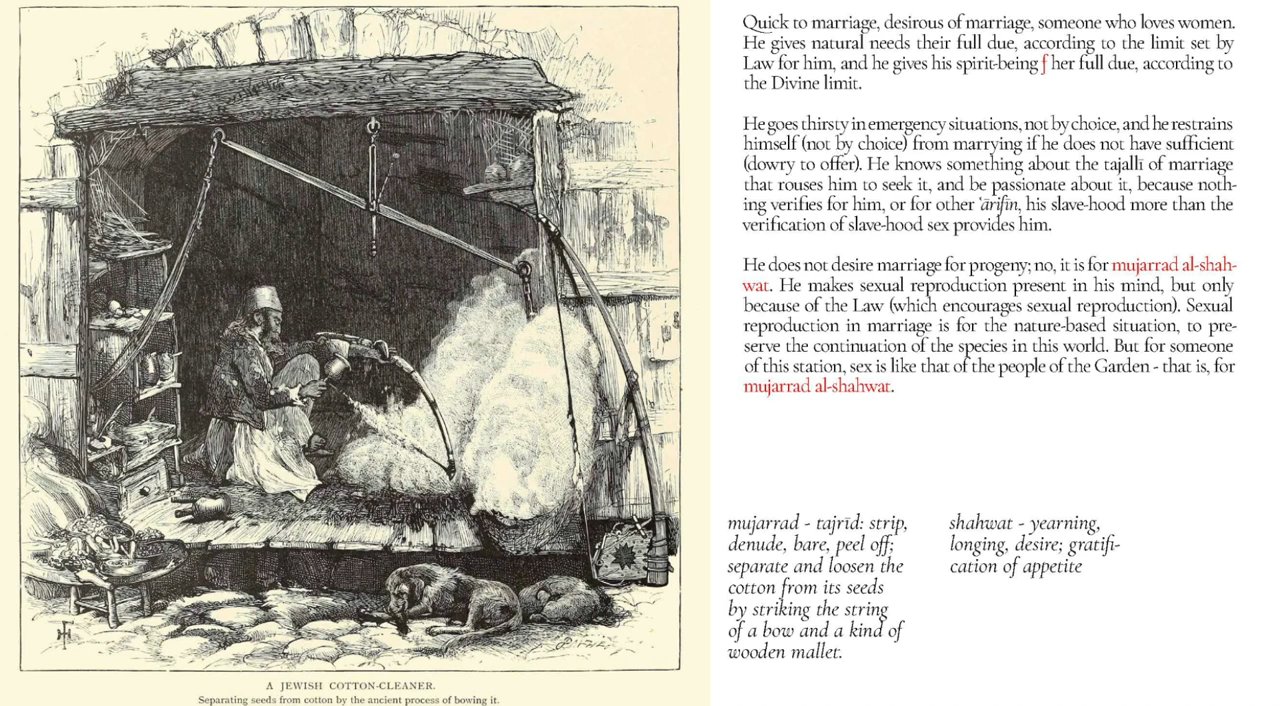 Quick to marriage, desirous of marriage, someone who loves women.
He gives natural needs their full due, according to the limit set by
Law for him, and he gives his spirit-being f her full due, according to
the Divine limit.
He goes thirsty in emergency situations, not by choice, and he restrains
himself (not by choice) from marrying if he does not have sufficient
(dowry to offer). He knows something about the tajallī of marriage
that rouses him to seek it, and be passionate about it, because noth-
ing verifies for him, or for other ʿārifīn, his slave-hood more than the
verification of slave-hood sex provides him.
He does not desire marriage for progeny; no, it is for mujarrad al-shah-
wat. He makes sexual reproduction present in his mind, but only
because of the Law (which encourages sexual reproduction). Sexual
reproduction in marriage is for the nature-based situation, to pre-
serve the continuation of the species in this world. But for someone
of this station, sex is like that of the people of the Garden - that is, for
mujarrad al-shahwat.
mujarrad - tajrīd: strip,
denude, bare, peel off;
separate and loosen the
cotton from its seeds
by striking the string
of a bow and a kind of
wooden mallet.
shahwat - yearning,
longing, desire; gratifi-
cation of appetite
A JEWISH COTTON-CLEANER.
Separating seeds from cotton by the ancient process of bowing it.